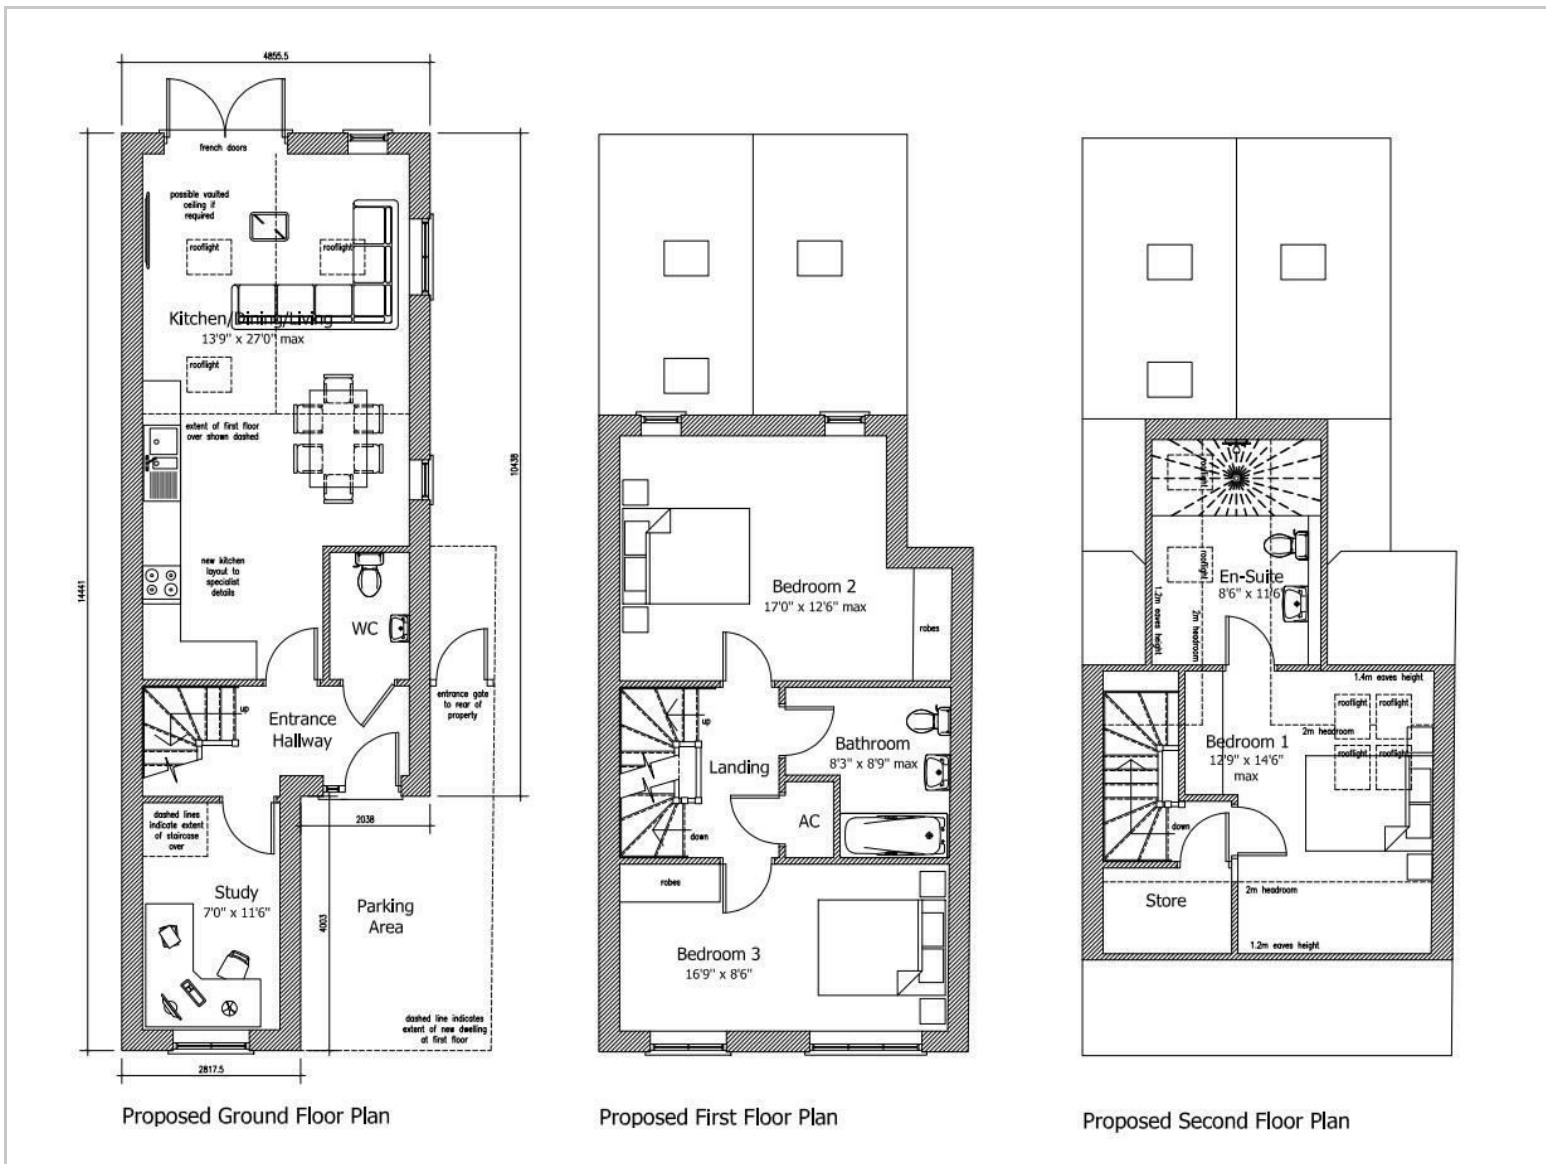 4855.5
french doors
possible vaulted
ceiling if
required
rooflight
rooflight
Kitchen/Dining/Living
13'9" x 27'0" max
rooflight
extent of first floor
over shown dashed
10438
14441
new kitchen
layout to
specialist
details
WC
entrance gate
to rear of
property
up
Entrance
Hallway
dashed lines
indicate extent
of staircase
over
2038
Study
7'0" x 11'6"
4003
Parking
Area
dashed line indicates
extent of new dwelling
at first floor
2817.5
Proposed Ground Floor Plan
Bedroom 2
17'0" x 12'6" max
robes
up
Landing
Bathroom
8'3" x 8'9" max
AC
down
robes
Bedroom 3
16'9" x 8'6"
Proposed First Floor Plan
rooflight
rooflight
En-Suite
8'6" x 11'6"
1.2m eaves height
2m headroom
1.4m eaves height
rooflight
rooflight
2m headroom
Bedroom 1
12'9" x 14'6"
max
rooflight
rooflight
down
2m headroom
Store
1.2m eaves height
Proposed Second Floor Plan